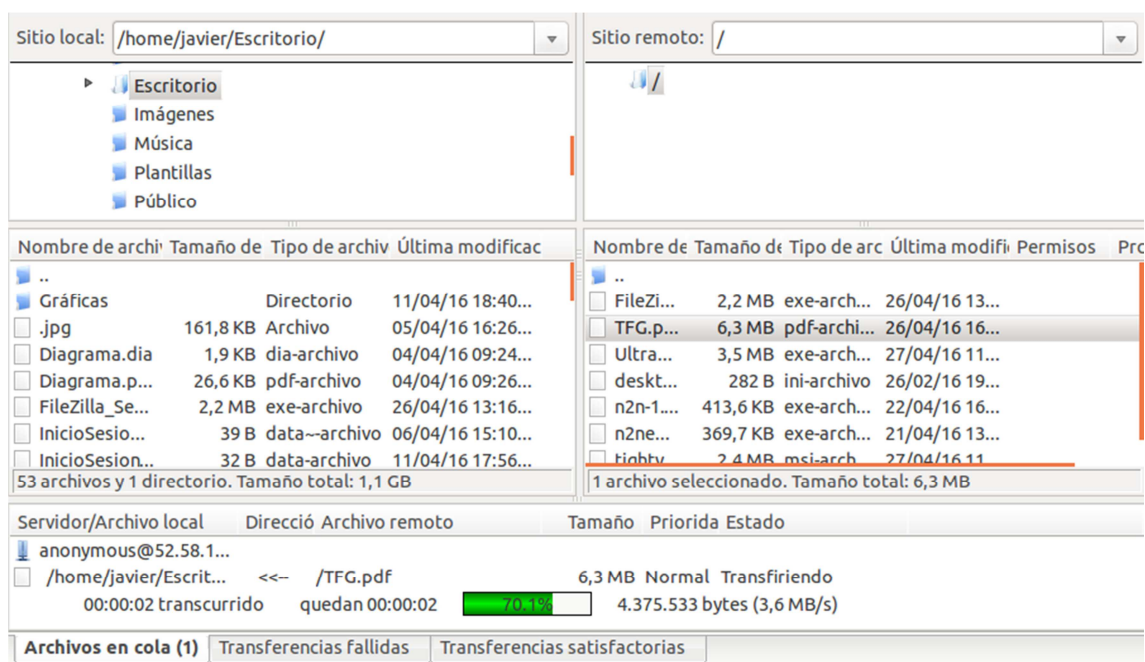 Sitio local: /home/javier/Escritorio/
Sitio remoto: /
Escritorio
Imágenes
Música
Plantillas
Público
/
Nombre de archi Tamaño de Tipo de archiv Última modificac
..
Gráficas Directorio 11/04/16 18:40...
.jpg 161,8 KB Archivo 05/04/16 16:26...
Diagrama.dia 1,9 KB dia-archivo 04/04/16 09:24...
Diagrama.p... 26,6 KB pdf-archivo 04/04/16 09:26...
FileZilla_Se... 2,2 MB exe-archivo 26/04/16 13:16...
InicioSesio... 39 B data~-archivo 06/04/16 15:10...
InicioSesion... 32 B data-archivo 11/04/16 17:56...
53 archivos y 1 directorio. Tamaño total: 1,1 GB
Nombre de Tamaño de Tipo de arc Última modifi Permisos Pro
..
FileZi... 2,2 MB exe-arch... 26/04/16 13...
TFG.p... 6,3 MB pdf-archi... 26/04/16 16...
Ultra... 3,5 MB exe-arch... 27/04/16 11...
deskt... 282 B ini-archivo 26/02/16 19...
n2n-1.... 413,6 KB exe-arch... 22/04/16 16...
n2ne... 369,7 KB exe-arch... 21/04/16 13...
tightv 2,4 MB msi-arch 27/04/16 11
1 archivo seleccionado. Tamaño total: 6,3 MB
Servidor/Archivo local Direcció Archivo remoto Tamaño Priorida Estado
anonymous@52.58.1...
/home/javier/Escrit... <<-- /TFG.pdf 6,3 MB Normal Transfiriendo
00:00:02 transcurrido quedan 00:00:02 70.1% 4.375.533 bytes (3,6 MB/s)
Archivos en cola (1) Transferencias fallidas Transferencias satisfactorias